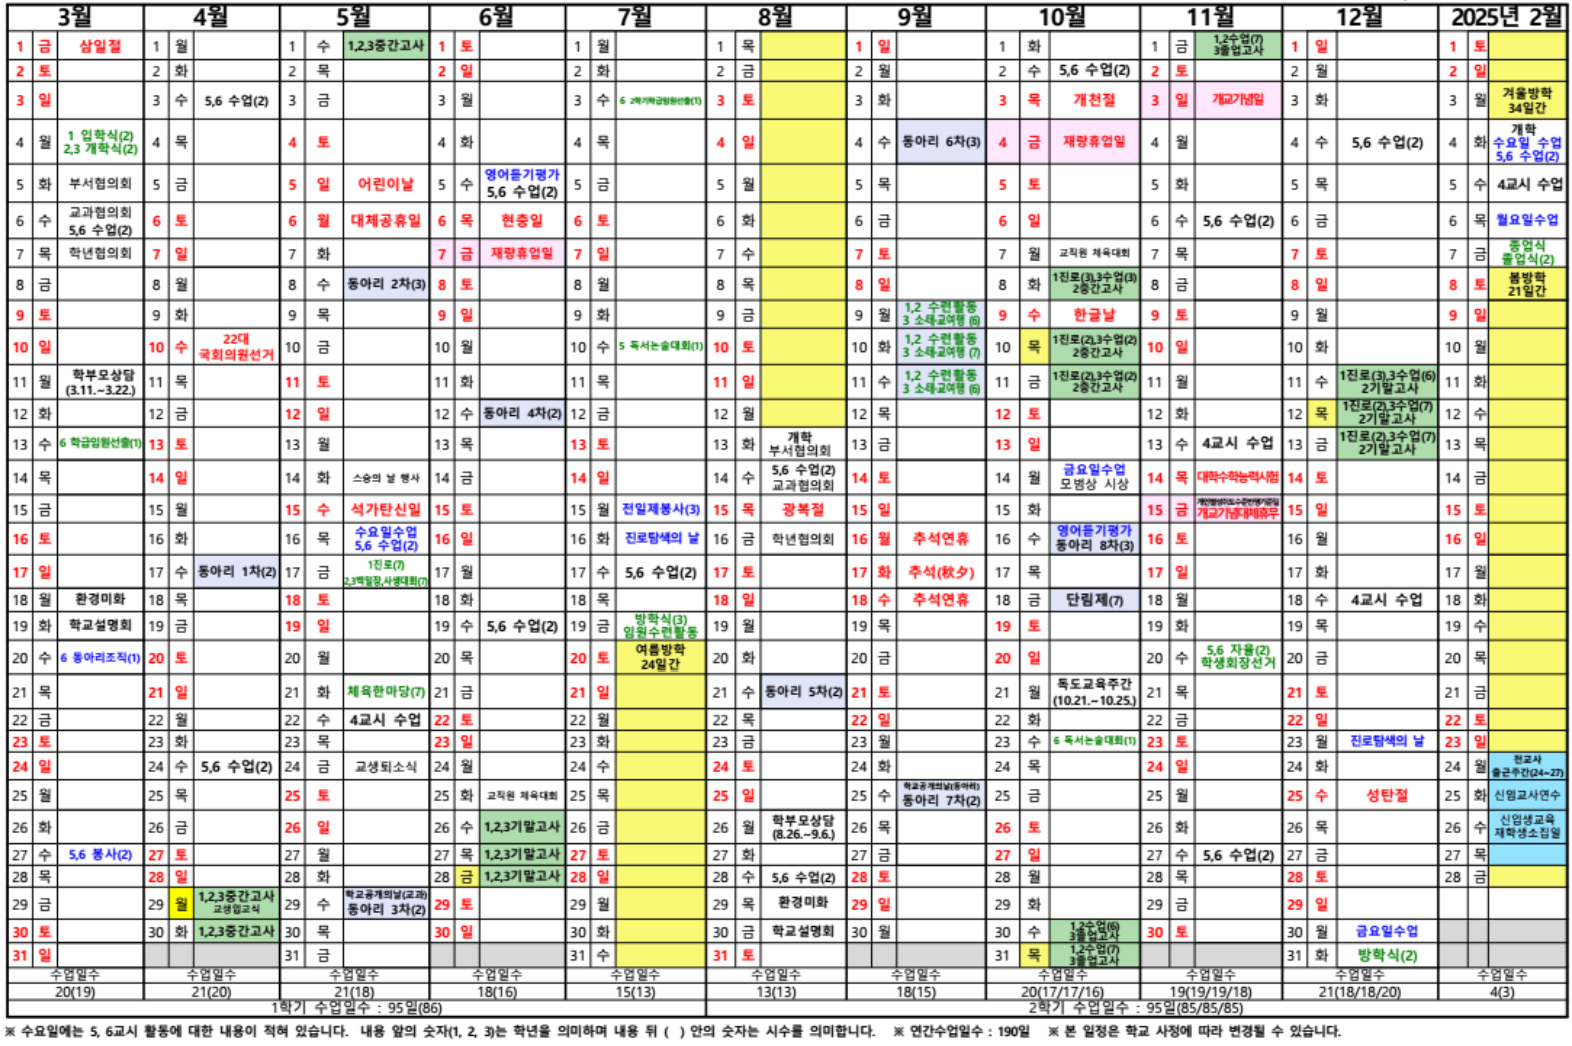 3월 4월 5월 6월 7월 8월 9월 10월 11월 12월 2025년 2월
1 금 삼일절 1 월 1 수 1,2,3중간고사 1 토 1 월 1 목 1 일 1 화 1 금 1,2수업(7) 3졸업고사 1 일 1 토
2 토 2 화 2 목 2 일 2 화 2 금 2 월 2 수 5,6 수업(2) 2 토 2 월 2 일
3 일 3 수 5,6 수업(2) 3 금 3 월 3 수 6 2학기학급임원선출(1) 3 토 3 화 3 목 개천절 3 일 개교기념일 3 화 3 월 겨울방학 34일간
4 월 1 입학식(2) 2,3 개학식(2) 4 목 4 토 4 화 4 목 4 일 4 수 동아리 6차(3) 4 금 재량휴업일 4 월 4 수 5,6 수업(2) 4 화 개학 수요일 수업 5,6 수업(2)
5 화 부서협의회 5 금 5 일 어린이날 5 수 영어듣기평가 5,6 수업(2) 5 금 5 월 5 목 5 토 5 화 5 목 5 수 4교시 수업
6 수 교과협의회 5,6 수업(2) 6 토 6 월 대체공휴일 6 목 현충일 6 토 6 화 6 금 6 일 6 수 5,6 수업(2) 6 금 6 목 월요일수업
7 목 학년협의회 7 일 7 화 7 금 재량휴업일 7 일 7 수 7 토 7 월 교직원 체육대회 7 목 7 토 7 금 종업식 졸업식(2)
8 금 8 월 8 수 동아리 2차(3) 8 토 8 월 8 목 8 일 8 화 1진로(3),3수업(3) 2중간고사 8 금 8 일 8 토 봄방학 21일간
9 토 9 화 9 목 9 일 9 화 9 금 9 월 1,2 수련활동 3 소테교여행 (6) 9 수 한글날 9 토 9 월 9 일
10 일 10 수 22대 국회의원선거 10 금 10 월 10 수 5 독서논술대회(1) 10 토 10 화 1,2 수련활동 3 소테교여행 (7) 10 목 1진로(2),3수업(2) 2중간고사 10 일 10 화 10 월
11 월 학부모상담 (3.11.~3.22.) 11 목 11 토 11 화 11 목 11 일 11 수 1,2 수련활동 3 소테교여행 (6) 11 금 1진로(2),3수업(2) 2중간고사 11 월 11 수 1진로(3),3수업(6) 2기말고사 11 화
12 화 12 금 12 일 12 수 동아리 4차(2) 12 금 12 월 12 목 12 토 12 화 12 목 1진로(2),3수업(7) 2기말고사 12 수
13 수 6 학급임원선출(1) 13 토 13 월 13 목 13 토 13 화 개학 부서협의회 13 금 13 일 13 수 4교시 수업 13 금 1진로(2),3수업(7) 2기말고사 13 목
14 목 14 일 14 화 스승의 날 행사 14 금 14 일 14 수 5,6 수업(2) 교과협의회 14 토 14 월 금요일수업 모범상 시상 14 목 대학수학능력시험 14 토 14 금
15 금 15 월 15 수 석가탄신일 15 토 15 월 전일제봉사(3) 15 목 광복절 15 일 15 화 15 금 개교기념대체휴무 15 일 15 토
16 토 16 화 16 목 수요일수업 5,6 수업(2) 16 일 16 화 진로탐색의 날 16 금 학년협의회 16 월 추석연휴 16 수 영어듣기평가 동아리 8차(3) 16 토 16 월 16 일
17 일 17 수 동아리 1차(2) 17 금 1진로(7) 2,3백일장,사생대회(7) 17 월 17 수 5,6 수업(2) 17 토 17 화 추석(秋夕) 17 목 17 일 17 화 17 월
18 월 환경미화 18 목 18 토 18 화 18 목 18 일 18 수 추석연휴 18 금 단림제(7) 18 월 18 수 4교시 수업 18 화
19 화 학교설명회 19 금 19 일 19 수 5,6 수업(2) 19 금 방학식(3) 임원수련활동 19 월 19 목 19 토 19 화 19 목 19 수
20 수 6 동아리조직(1) 20 토 20 월 20 목 20 토 여름방학 24일간 20 화 20 금 20 일 20 수 5,6 자율(2) 학생회장선거 20 금 20 목
21 목 21 일 21 화 체육한마당(7) 21 금 21 일 21 수 동아리 5차(2) 21 토 21 월 독도교육주간 (10.21.~10.25.) 21 목 21 토 21 금
22 금 22 월 22 수 4교시 수업 22 토 22 월 22 목 22 일 22 화 22 금 22 일 22 토
23 토 23 화 23 목 23 일 23 화 23 금 23 월 23 수 6 독서논술대회(1) 23 토 23 월 진로탐색의 날 23 일
24 일 24 수 5,6 수업(2) 24 금 교생퇴소식 24 월 24 수 24 토 24 화 24 목 24 일 24 화 24 월 전교사 출근주간(24~27)
25 월 25 목 25 토 25 화 교직원 체육대회 25 목 25 일 25 수 학교공개의날(동아리) 동아리 7차(2) 25 금 25 월 25 수 성탄절 25 화 신임교사연수
26 화 26 금 26 일 26 수 1,2,3기말고사 26 금 26 월 학부모상담 (8.26.~9.6.) 26 목 26 토 26 화 26 목 26 수 신입생교육 재학생소집일
27 수 5,6 봉사(2) 27 토 27 월 27 목 1,2,3기말고사 27 토 27 화 27 금 27 일 27 수 5,6 수업(2) 27 금 27 목
28 목 28 일 28 화 28 금 1,2,3기말고사 28 일 28 수 5,6 수업(2) 28 토 28 월 28 목 28 토 28 금
29 금 29 월 1,2,3중간고사 교생입교식 29 수 학교공개의날(교과) 동아리 3차(2) 29 토 29 월 29 목 환경미화 29 일 29 화 29 금 29 일
30 토 30 화 1,2,3중간고사 30 목 30 일 30 화 30 금 학교설명회 30 월 30 수 1,2수업(6) 3졸업고사 30 토 30 월 금요일수업
31 일 31 금 31 수 31 토 31 목 1,2수업(7) 3졸업고사 31 화 방학식(2)
수업일수 수업일수 수업일수 수업일수 수업일수 수업일수 수업일수 수업일수 수업일수 수업일수 수업일수
20(19) 21(20) 21(18) 18(16) 15(13) 13(13) 18(15) 20(17/17/16) 19(19/19/18) 21(18/18/20) 4(3)
1학기 수업일수 : 95일(86) 2학기 수업일수 : 95일(85/85/85)
※ 수요일에는 5, 6교시 활동에 대한 내용이 적혀 있습니다. 내용 앞의 숫자(1, 2, 3)는 학년을 의미하며 내용 뒤 ( ) 안의 숫자는 시수를 의미합니다. ※ 연간수업일수 : 190일 ※ 본 일정은 학교 사정에 따라 변경될 수 있습니다.